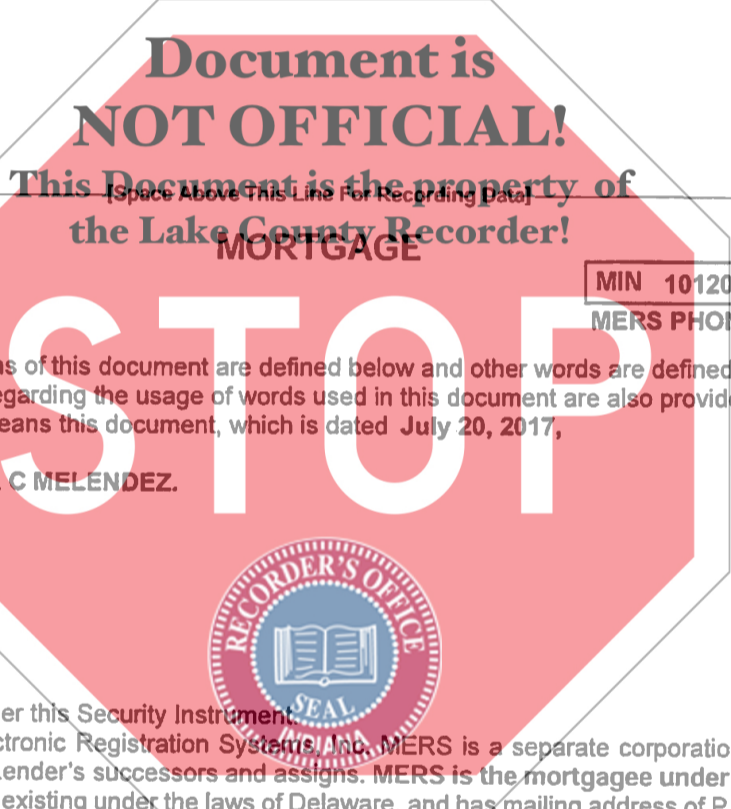 Document is
NOT OFFICIAL!
This Document is the property of
[Space Above This Line For Recording Data]
the Lake County Recorder!
MORTGAGE
MIN 10120
MERS PHON
STOP
ns of this document are defined below and other words are defined
egarding the usage of words used in this document are also provide
eans this document, which is dated July 20, 2017,
C MELENDEZ.
RECORDER'S OFFICE
SEAL
er this Security Instrument.
ctronic Registration Systems, Inc. MERS is a separate corporatio
ender's successors and assigns. MERS is the mortgagee under
existing under the laws of Delaware, and has mailing address of P